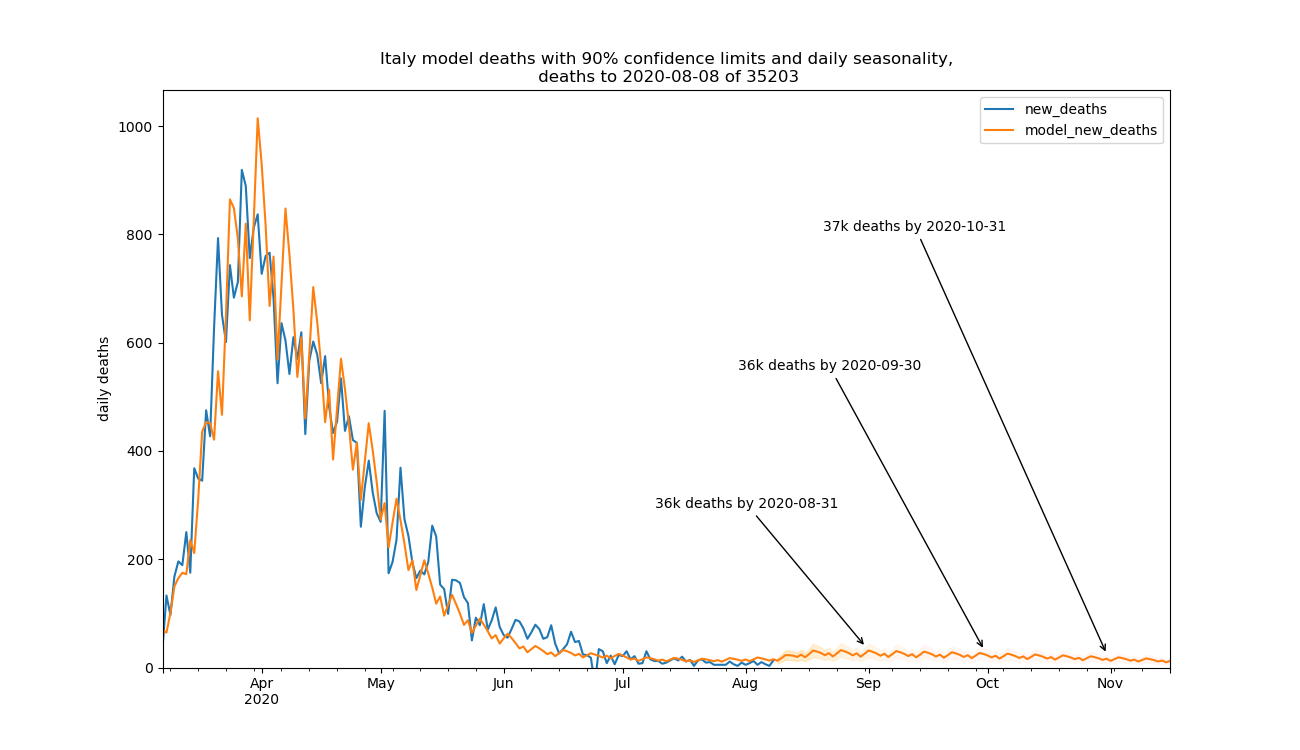 Italy model deaths with 90% confidence limits and daily seasonality,
deaths to 2020-08-08 of 35203
new_deaths
model_new_deaths
1000
800
600
400
200
0
daily deaths
37k deaths by 2020-10-31
36k deaths by 2020-09-30
36k deaths by 2020-08-31
Apr
2020
May
Jun
Jul
Aug
Sep
Oct
Nov